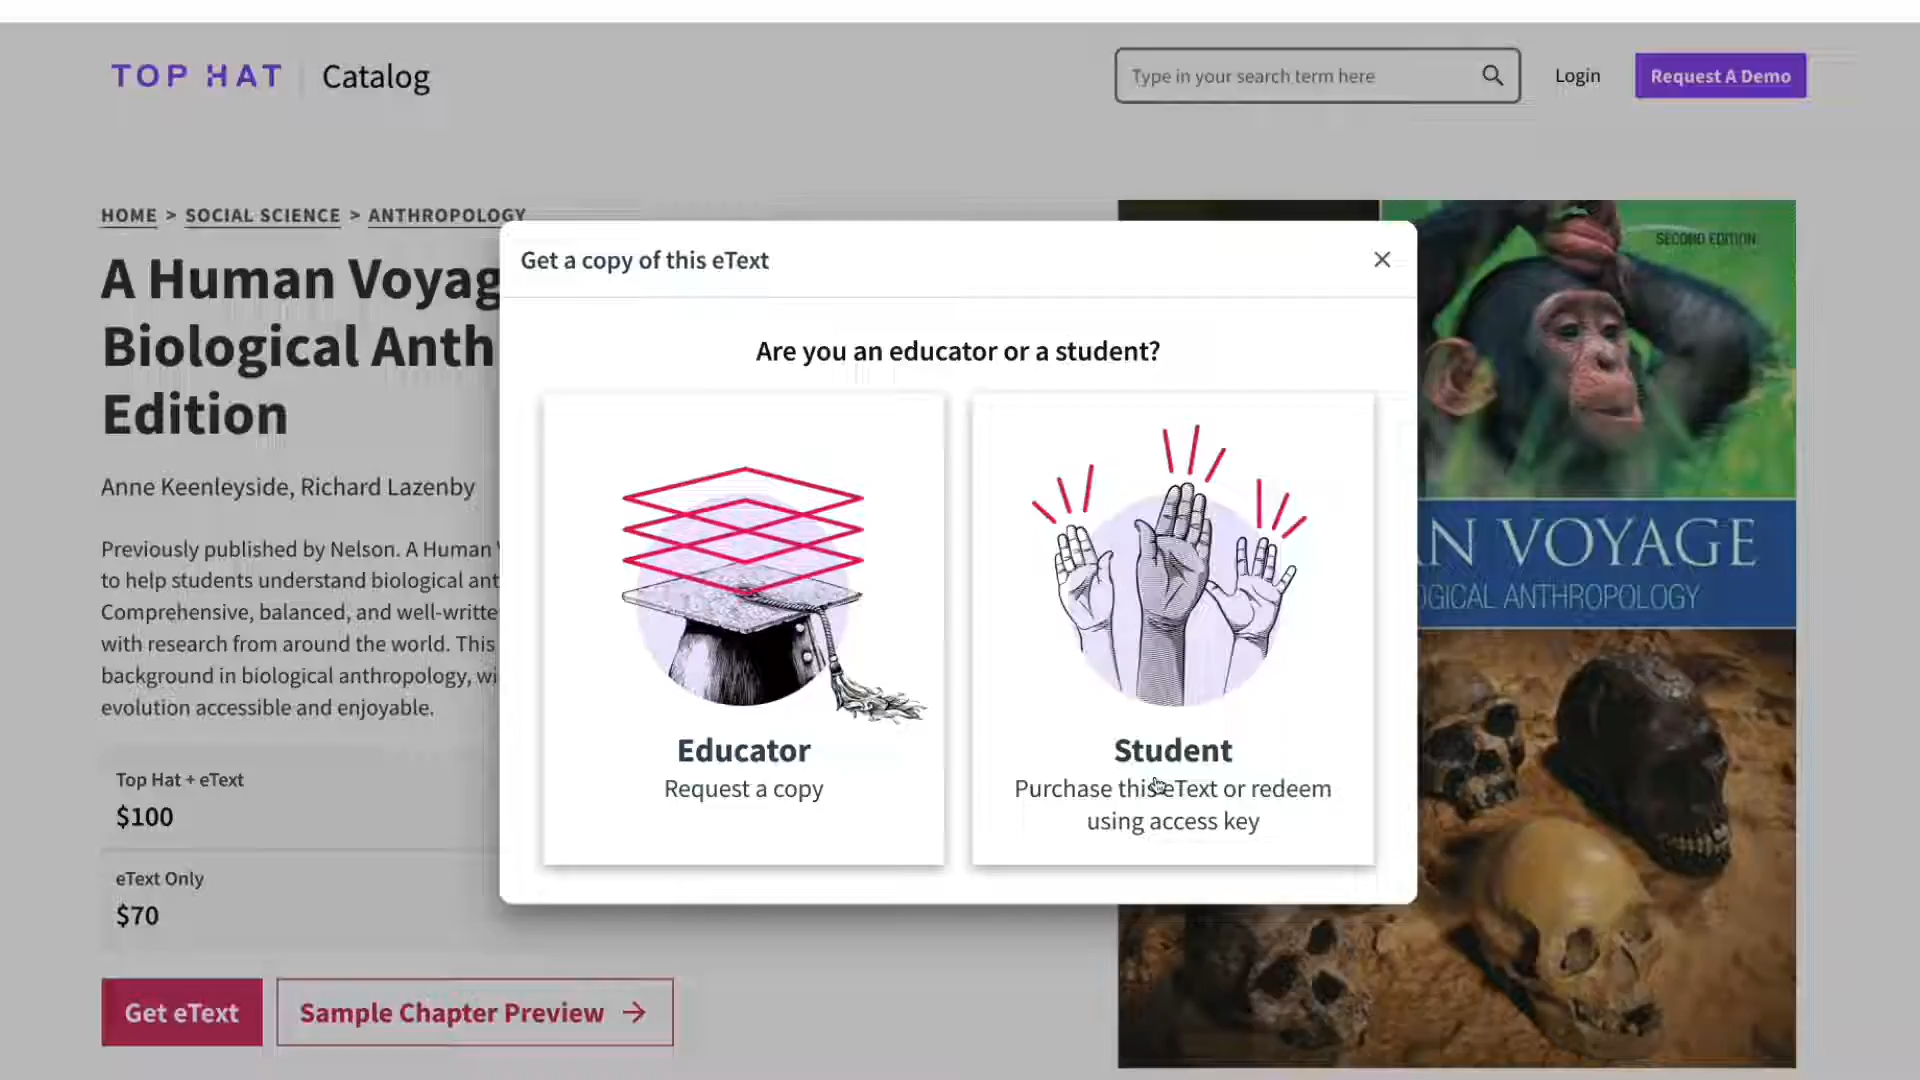 TOP HAT | Catalog
Type in your search term here
Login
Request A Demo
HOME > SOCIAL SCIENCE > ANTHROPOLOGY
A Human Voyag
Biological Anth
Edition
Anne Keenleyside, Richard Lazenby
Previously published by Nelson. A Human
to help students understand biological ant
Comprehensive, balanced, and well-writte
with research from around the world. This
background in biological anthropology, wi
evolution accessible and enjoyable.
Top Hat + eText
$100
eText Only
$70
Get eText
Sample Chapter Preview →
Get a copy of this eText
×
Are you an educator or a student?
Educator
Request a copy
Student
Purchase this eText or redeem
using access key
SECOND EDITION
N VOYAGE
OGICAL ANTHROPOLOGY